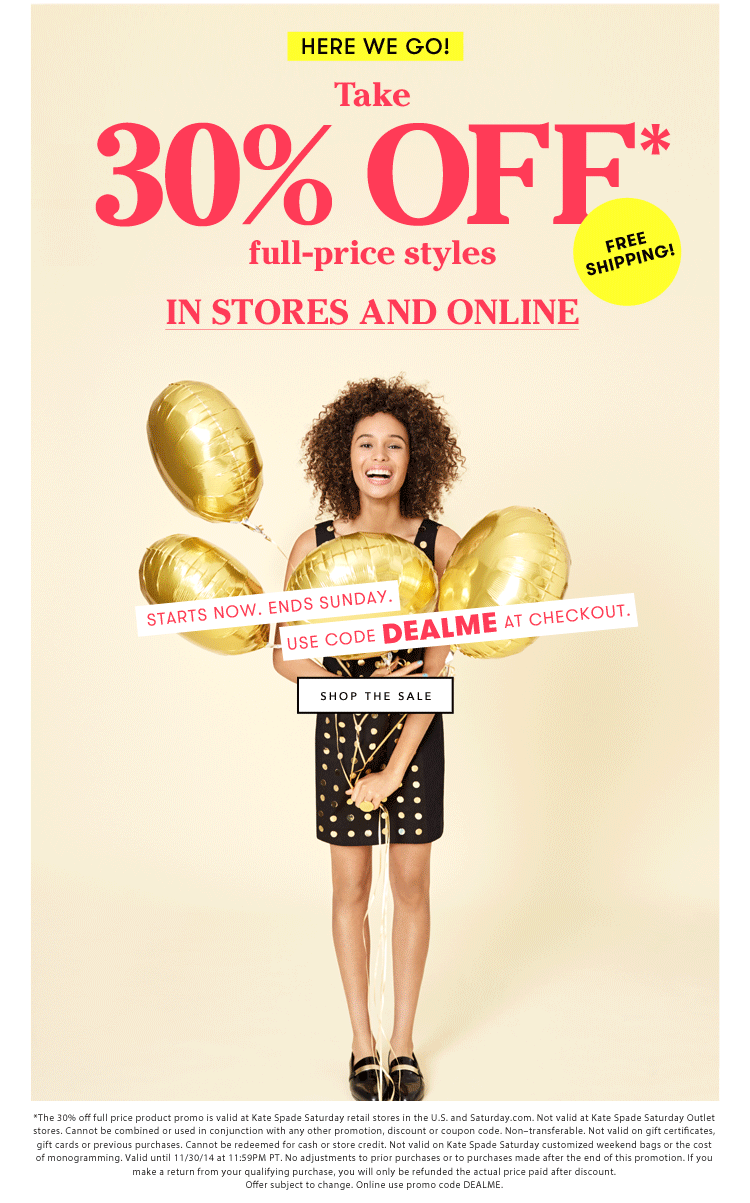 HERE WE GO!
Take
30% OFF*
full-price styles
FREE
SHIPPING!
IN STORES AND ONLINE
STARTS NOW. ENDS SUNDAY.
USE CODE DEALME AT CHECKOUT.
SHOP THE SALE
*The 30% off full price product promo is valid at Kate Spade Saturday retail stores in the U.S. and Saturday.com. Not valid at Kate Spade Saturday Outlet
stores. Cannot be combined or used in conjunction with any other promotion, discount or coupon code. Non–transferable. Not valid on gift certificates,
gift cards or previous purchases. Cannot be redeemed for cash or store credit. Not valid on Kate Spade Saturday customized weekend bags or the cost
of monogramming. Valid until 11/30/14 at 11:59PM PT. No adjustments to prior purchases or to purchases made after the end of this promotion. If you
make a return from your qualifying purchase, you will only be refunded the actual price paid after discount.
Offer subject to change. Online use promo code DEALME.